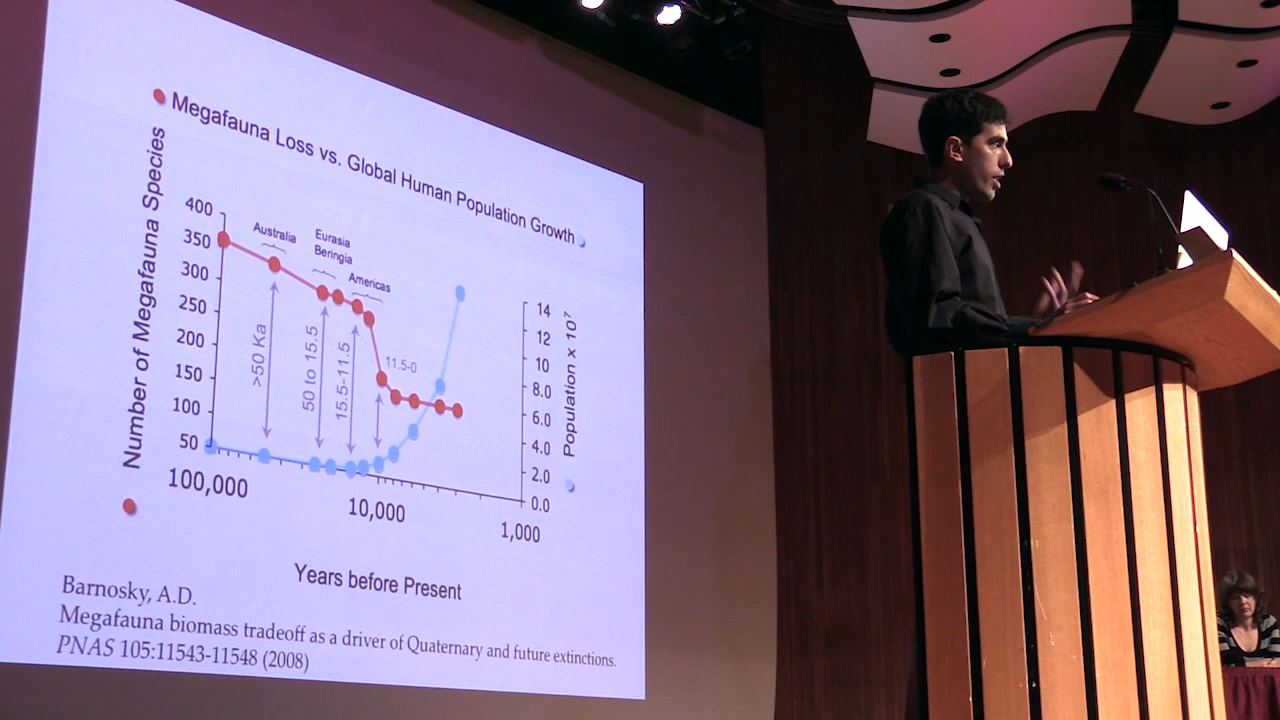 Megafauna Loss vs. Global Human Population Growth
Number of Megafauna Species
400
350
300
250
200
150
100
50
Australia
Eurasia
Beringia
Americas
>50 Ka
50 to 15.5
15.5-11.5
11.5-0
14
12
10
8.0
6.0
4.0
2.0
0.0
Population x 10⁷
100,000
10,000
1,000
Years before Present
Barnosky, A.D.
Megafauna biomass tradeoff as a driver of Quaternary and future extinctions.
PNAS 105:11543-11548 (2008)